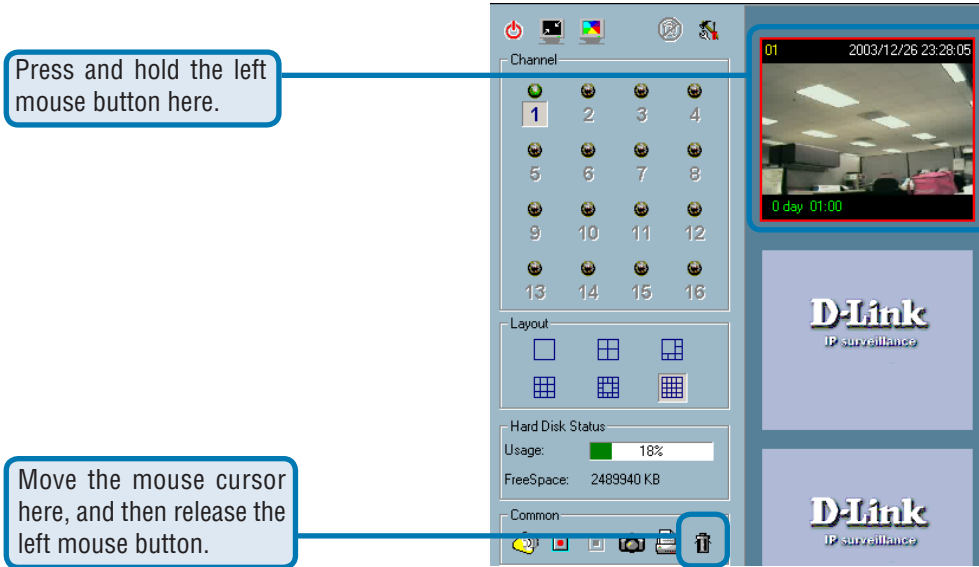 Press and hold the left
mouse button here.
Channel
1 2 3 4
5 6 7 8
9 10 11 12
13 14 15 16
Layout
Hard Disk Status
Usage: 18%
FreeSpace: 2489940 KB
Common
Move the mouse cursor
here, and then release the
left mouse button.
01 2003/12/26 23:28:05
0 day 01:00
D-Link
IP surveillance
D-Link
IP surveillance